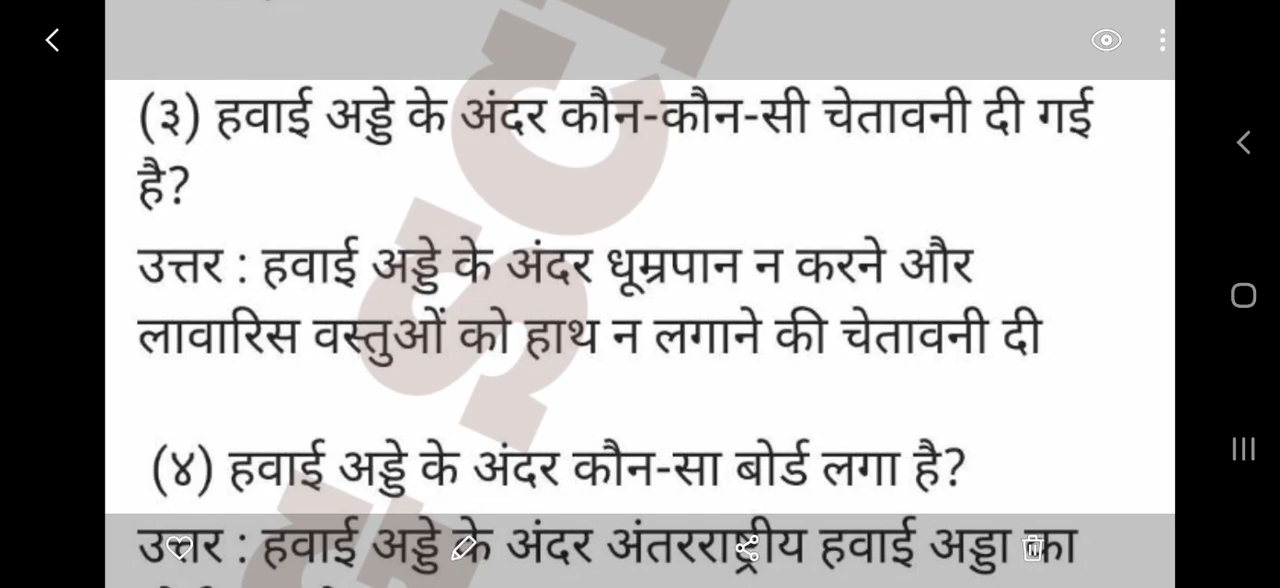 (३) हवाई अड्डे के अंदर कौन-कौन-सी चेतावनी दी गई
है?
उत्तर : हवाई अड्डे के अंदर धूम्रपान न करने और
लावारिस वस्तुओं को हाथ न लगाने की चेतावनी दी
(४) हवाई अड्डे के अंदर कौन-सा बोर्ड लगा है?
उत्तर : हवाई अड्डे के अंदर अंतरराष्ट्रीय हवाई अड्डा का